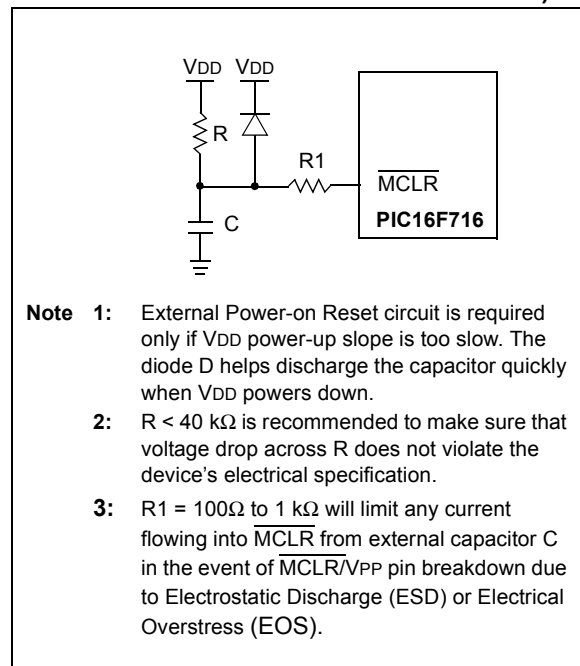 VDD VDD
R
R1
MCLR
C
PIC16F716
Note 1: External Power-on Reset circuit is required
only if VDD power-up slope is too slow. The
diode D helps discharge the capacitor quickly
when VDD powers down.
2: R < 40 kΩ is recommended to make sure that
voltage drop across R does not violate the
device's electrical specification.
3: R1 = 100Ω to 1 kΩ will limit any current
flowing into MCLR from external capacitor C
in the event of MCLR/VPP pin breakdown due
to Electrostatic Discharge (ESD) or Electrical
Overstress (EOS).